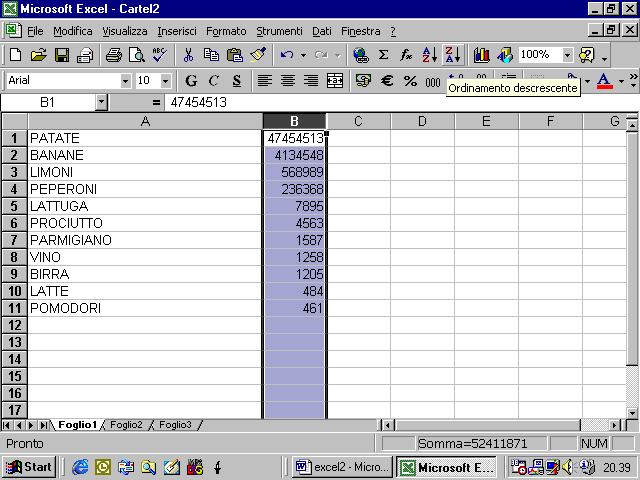 Microsoft Excel - Cartel2
File Modifica Visualizza Inserisci Formato Strumenti Dati Finestra ?
100%
Arial 10 G C S € % 000
Ordinamento descrescente
B1 = 47454513
A B C D E F G
1 PATATE 47454513
2 BANANE 4134548
3 LIMONI 568989
4 PEPERONI 236368
5 LATTUGA 7895
6 PROCIUTTO 4563
7 PARMIGIANO 1587
8 VINO 1258
9 BIRRA 1205
10 LATTE 484
11 POMODORI 461
12
13
14
15
16
17
Foglio1 Foglio2 Foglio3
Pronto Somma=52411871 NUM
Start excel2 - Micro... Microsoft E... 20.39